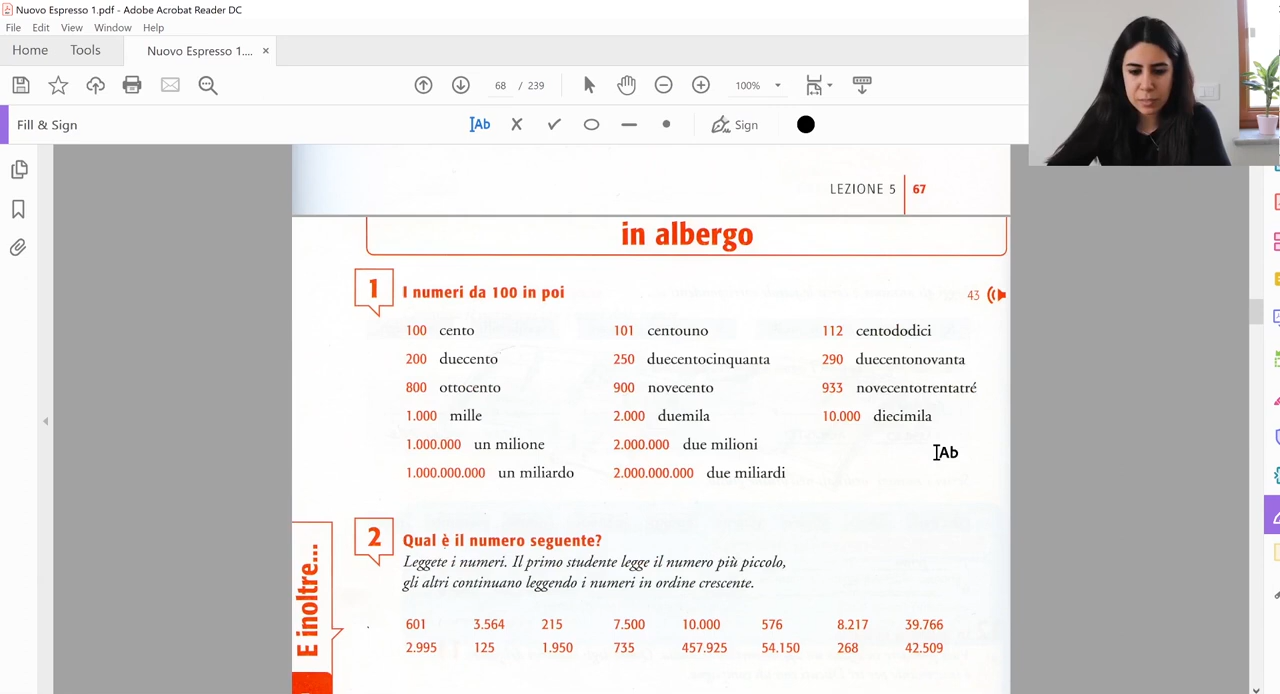 Nuovo Espresso 1.pdf - Adobe Acrobat Reader DC
File Edit View Window Help
Home Tools Nuovo Espresso 1.... ×
68 / 239 100%
Fill & Sign
Ab Sign
LEZIONE 5 67
in albergo
1 I numeri da 100 in poi 43
100 cento 101 centouno 112 centododici
200 duecento 250 duecentocinquanta 290 duecentonovanta
800 ottocento 900 novecento 933 novecentotrentatré
1.000 mille 2.000 duemila 10.000 diecimila
1.000.000 un milione 2.000.000 due milioni
Ab
1.000.000.000 un miliardo 2.000.000.000 due miliardi
2 Qual è il numero seguente?
Leggete i numeri. Il primo studente legge il numero più piccolo,
gli altri continuano leggendo i numeri in ordine crescente.
601 3.564 215 7.500 10.000 576 8.217 39.766
2.995 125 1.950 735 457.925 54.150 268 42.509
E inoltre...